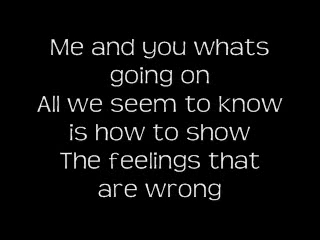 Me and you whats
going on
All we seem to know
is how to show
The feelings that
are wrong